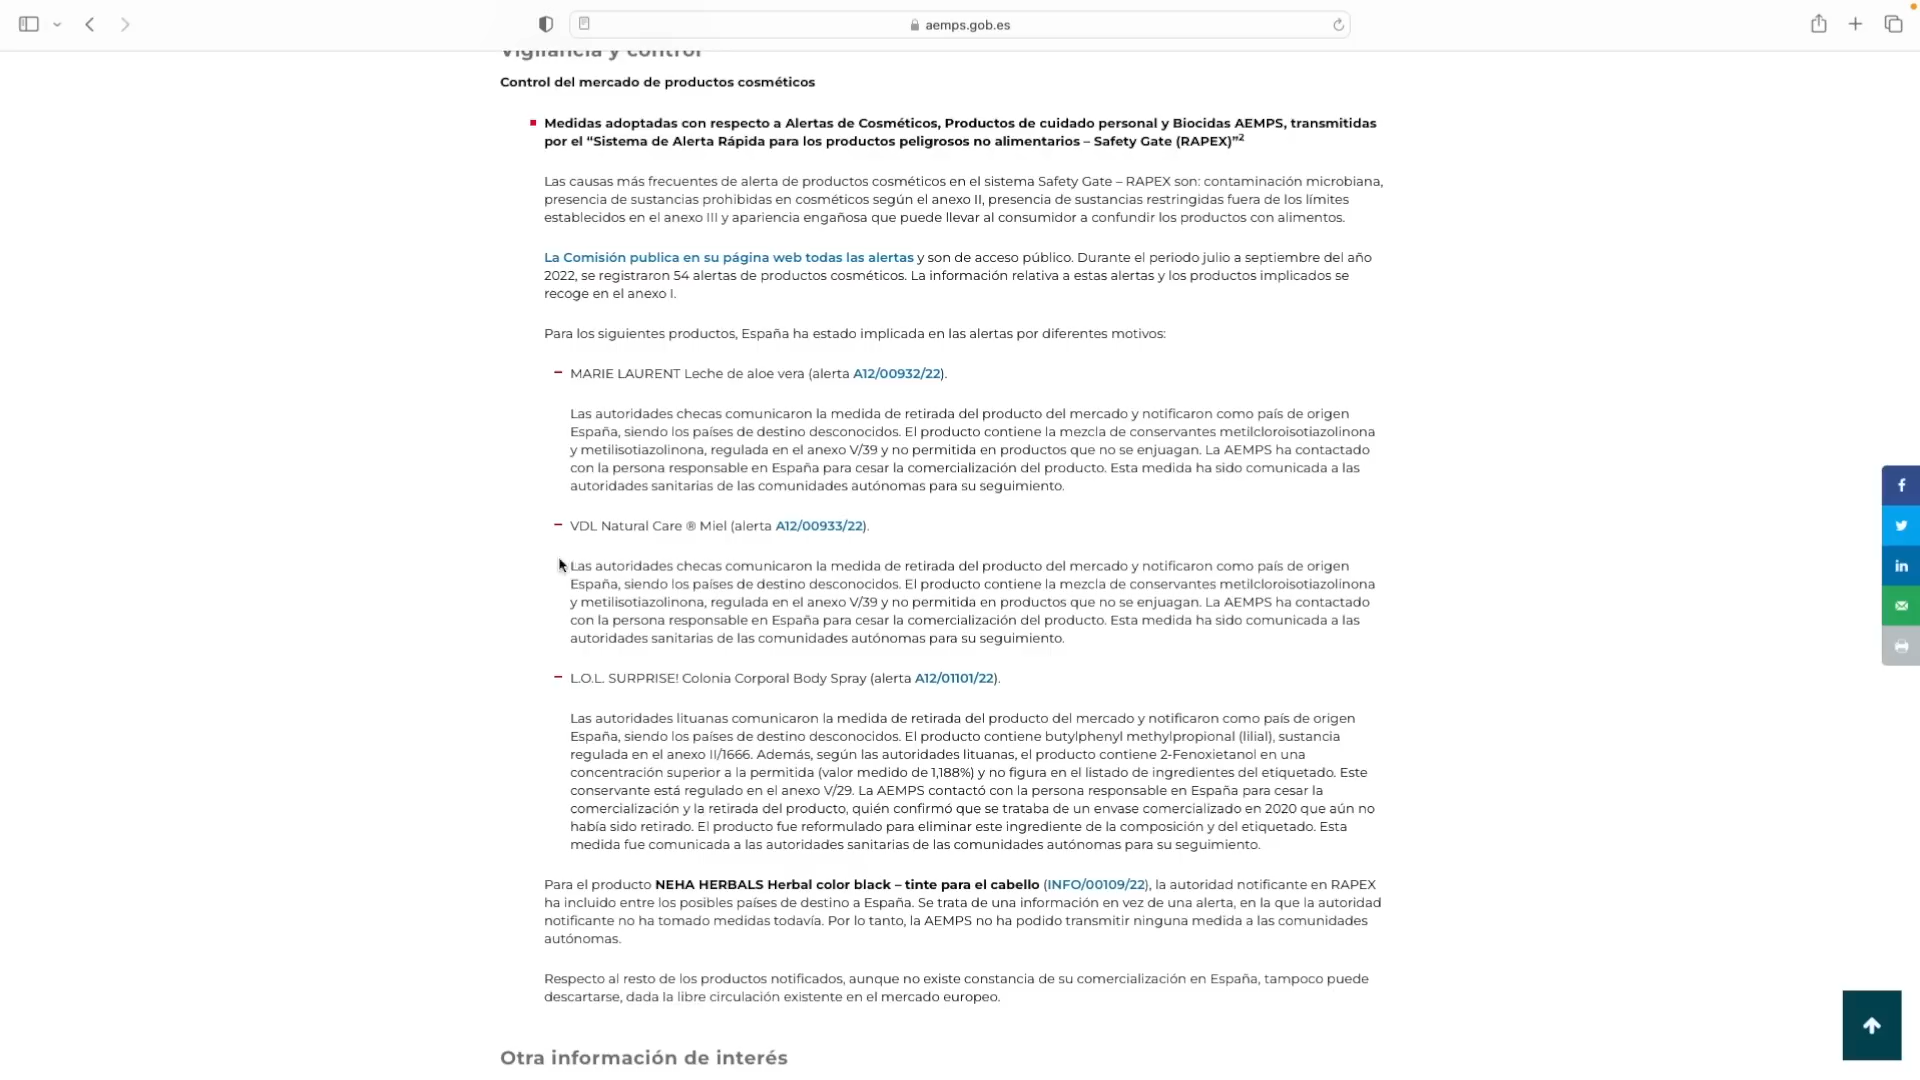 aemps.gob.es
Vigilancia y control
Control del mercado de productos cosméticos
Medidas adoptadas con respecto a Alertas de Cosméticos, Productos de cuidado personal y Biocidas AEMPS, transmitidas
por el “Sistema de Alerta Rápida para los productos peligrosos no alimentarios – Safety Gate (RAPEX)”2
Las causas más frecuentes de alerta de productos cosméticos en el sistema Safety Gate – RAPEX son: contaminación microbiana,
presencia de sustancias prohibidas en cosméticos según el anexo II, presencia de sustancias restringidas fuera de los límites
establecidos en el anexo III y apariencia engañosa que puede llevar al consumidor a confundir los productos con alimentos.
La Comisión publica en su página web todas las alertas y son de acceso público. Durante el periodo julio a septiembre del año
2022, se registraron 54 alertas de productos cosméticos. La información relativa a estas alertas y los productos implicados se
recoge en el anexo I.
Para los siguientes productos, España ha estado implicada en las alertas por diferentes motivos:
– MARIE LAURENT Leche de aloe vera (alerta A12/00932/22).
Las autoridades checas comunicaron la medida de retirada del producto del mercado y notificaron como país de origen
España, siendo los países de destino desconocidos. El producto contiene la mezcla de conservantes metilcloroisotiazolinona
y metilisotiazolinona, regulada en el anexo V/39 y no permitida en productos que no se enjuagan. La AEMPS ha contactado
con la persona responsable en España para cesar la comercialización del producto. Esta medida ha sido comunicada a las
autoridades sanitarias de las comunidades autónomas para su seguimiento.
– VDL Natural Care ® Miel (alerta A12/00933/22).
Las autoridades checas comunicaron la medida de retirada del producto del mercado y notificaron como país de origen
España, siendo los países de destino desconocidos. El producto contiene la mezcla de conservantes metilcloroisotiazolinona
y metilisotiazolinona, regulada en el anexo V/39 y no permitida en productos que no se enjuagan. La AEMPS ha contactado
con la persona responsable en España para cesar la comercialización del producto. Esta medida ha sido comunicada a las
autoridades sanitarias de las comunidades autónomas para su seguimiento.
– L.O.L. SURPRISE! Colonia Corporal Body Spray (alerta A12/01101/22).
Las autoridades lituanas comunicaron la medida de retirada del producto del mercado y notificaron como país de origen
España, siendo los países de destino desconocidos. El producto contiene butylphenyl methylpropional (lilial), sustancia
regulada en el anexo II/1666. Además, según las autoridades lituanas, el producto contiene 2-Fenoxietanol en una
concentración superior a la permitida (valor medido de 1,188%) y no figura en el listado de ingredientes del etiquetado. Este
conservante está regulado en el anexo V/29. La AEMPS contactó con la persona responsable en España para cesar la
comercialización y la retirada del producto, quién confirmó que se trataba de un envase comercializado en 2020 que aún no
había sido retirado. El producto fue reformulado para eliminar este ingrediente de la composición y del etiquetado. Esta
medida fue comunicada a las autoridades sanitarias de las comunidades autónomas para su seguimiento.
Para el producto NEHA HERBALS Herbal color black – tinte para el cabello (INFO/00109/22), la autoridad notificante en RAPEX
ha incluido entre los posibles países de destino a España. Se trata de una información en vez de una alerta, en la que la autoridad
notificante no ha tomado medidas todavía. Por lo tanto, la AEMPS no ha podido transmitir ninguna medida a las comunidades
autónomas.
Respecto al resto de los productos notificados, aunque no existe constancia de su comercialización en España, tampoco puede
descartarse, dada la libre circulación existente en el mercado europeo.
Otra información de interés